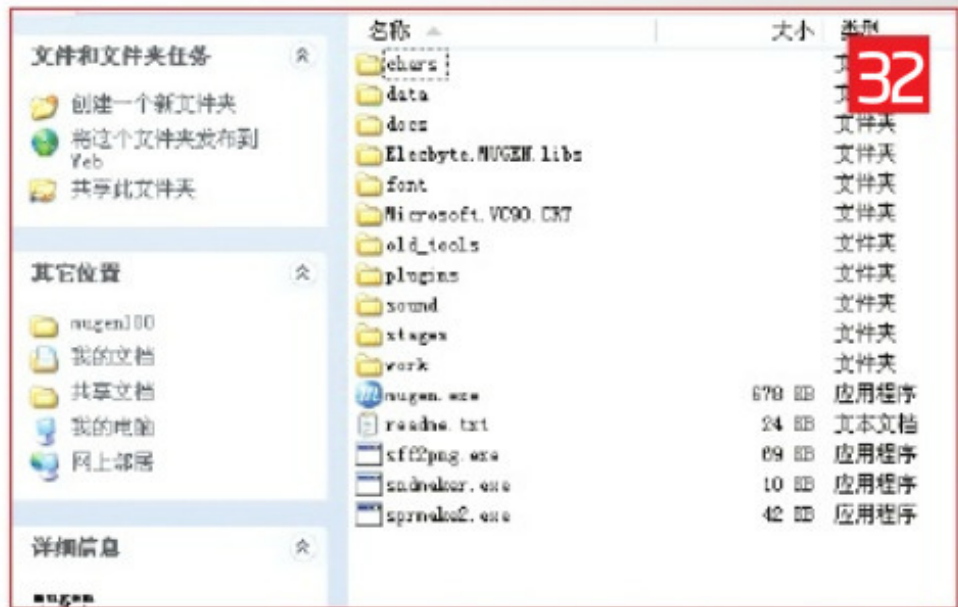 文件和文件夹任务
创建一个新文件夹
将这个文件夹发布到
Web
共享此文件夹
其它位置
mugen100
我的文档
共享文档
我的电脑
网上邻居
详细信息
mugen
名称 大小 类型
32
chars
data
docs 文件夹
Elecbyte.MUGEN.libs 文件夹
font 文件夹
Microsoft.VC90.CRT 文件夹
old_tools 文件夹
plugins 文件夹
sound 文件夹
stages 文件夹
work 文件夹
mugen.exe KB 应用程序
readme.txt 24 KB 文本文档
sff2png.exe 69 KB 应用程序
sndmaker.exe 10 KB 应用程序
sprmake2.exe 42 KB 应用程序